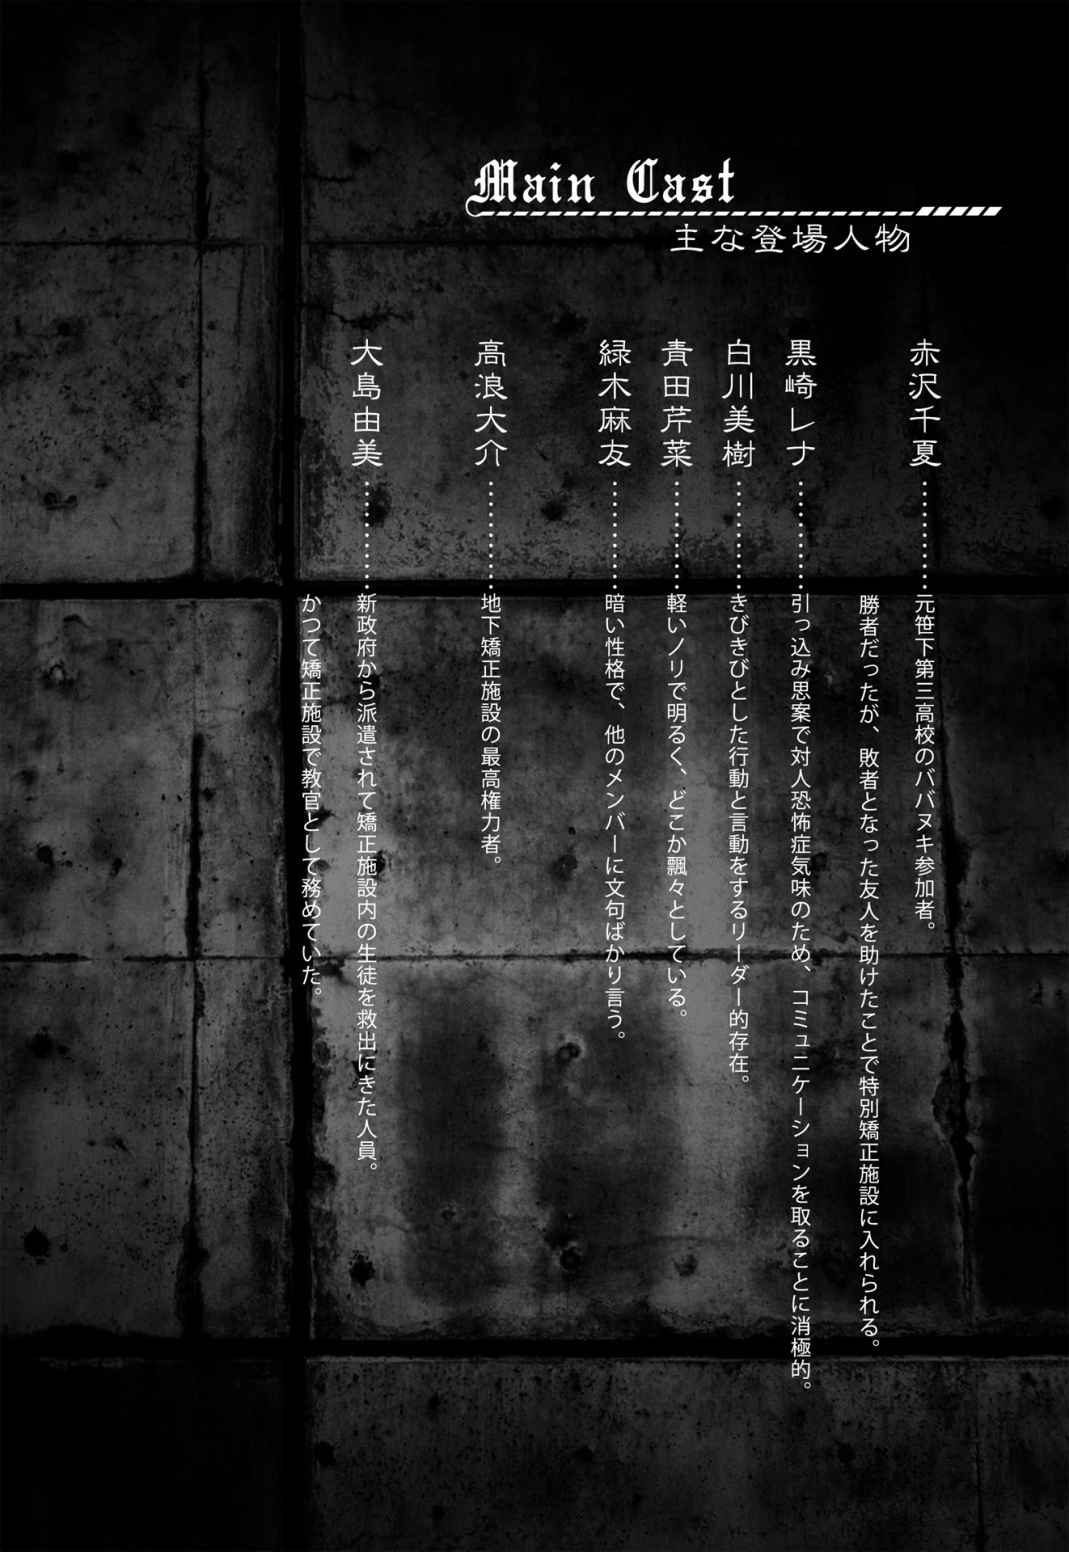 Main Cast
主な登場人物
赤沢千夏…………元笹下第三高校のババヌキ参加者。
勝者だったが、敗者となった友人を助けたことで特別矯正施設に入れられる。
黒崎レナ…………引っ込み思案で対人恐怖症気味のため、コミュニケーションを取ることに消極的。
白川美樹…………きびきびとした行動と言動をするリーダー的存在。
青田芹菜…………軽いノリで明るく、どこか飄々としている。
緑木麻友…………暗い性格で、他のメンバーに文句ばかり言う。
高浪大介…………地下矯正施設の最高権力者。
大島由美…………新政府から派遣されて矯正施設内の生徒を救出にきた人員。
かつて矯正施設で教官として務めていた。